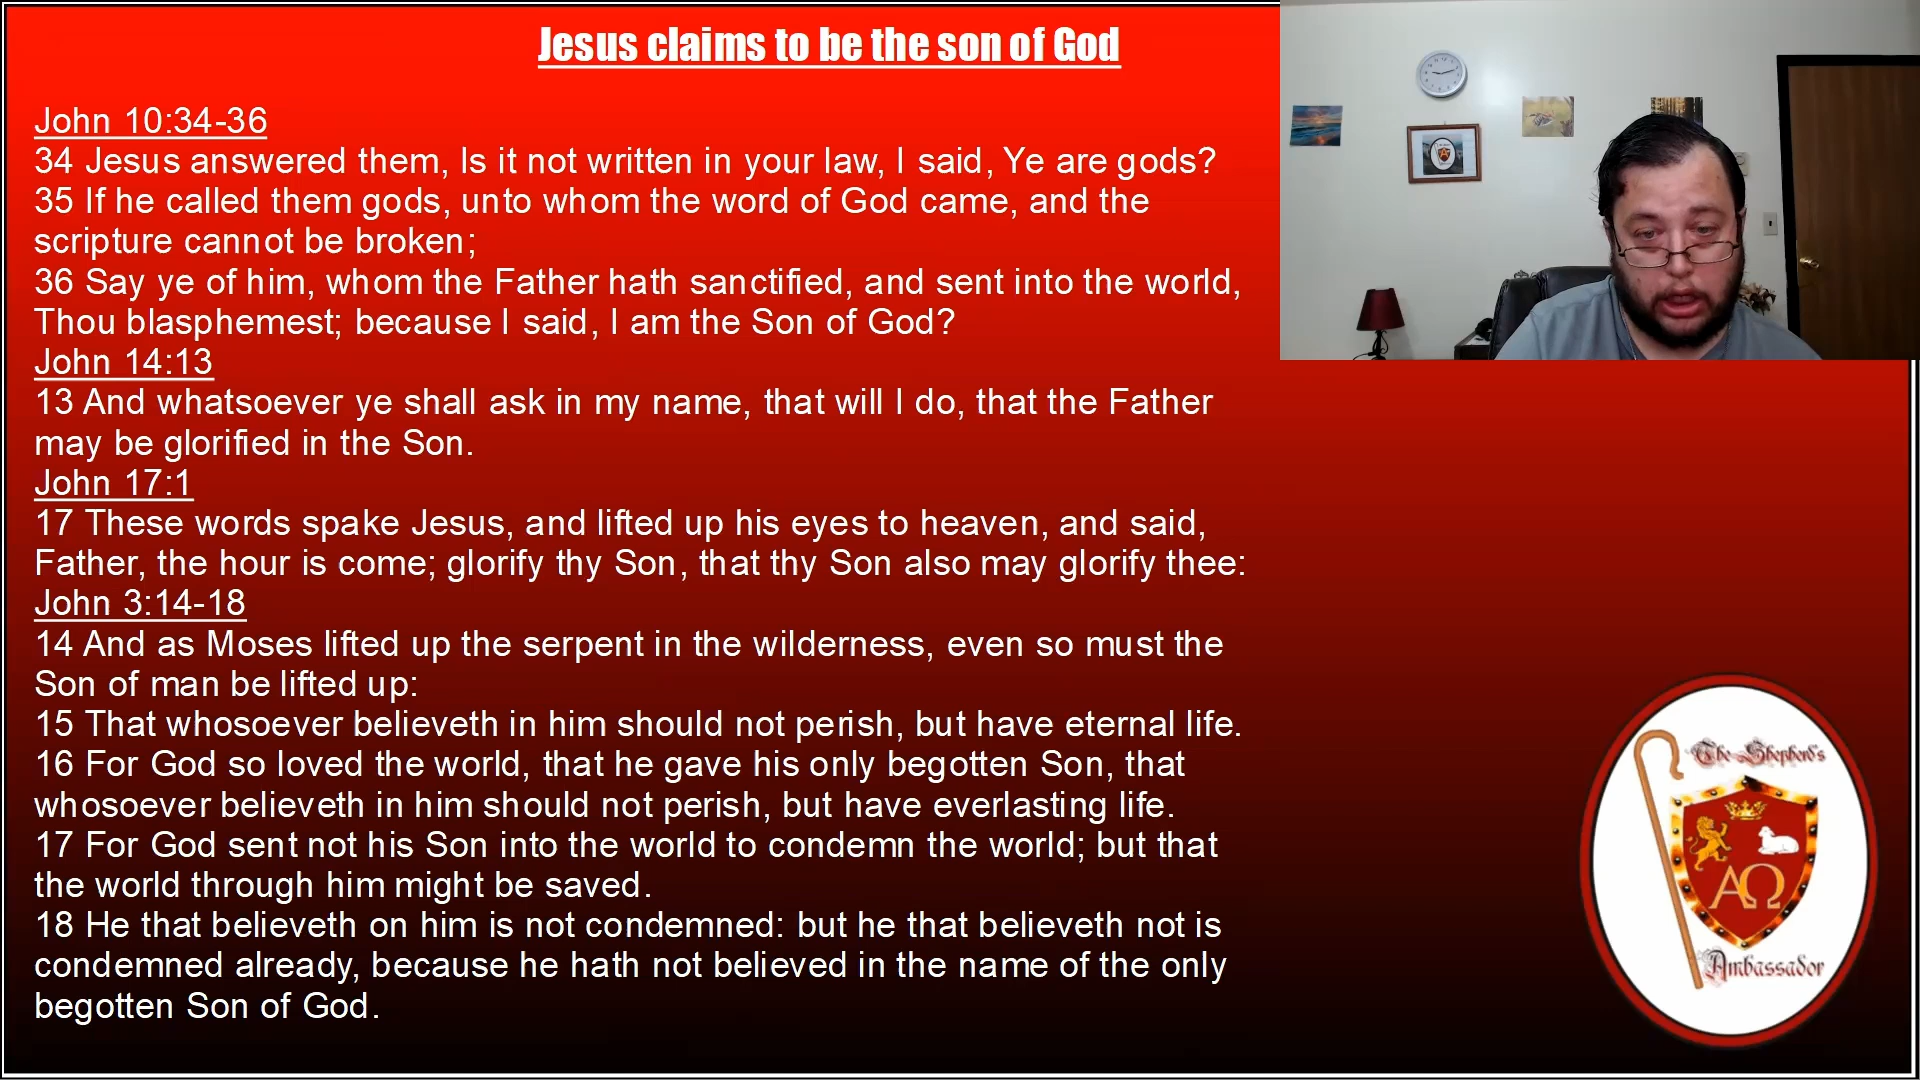 Jesus claims to be the son of God
John 10:34-36
34 Jesus answered them, Is it not written in your law, I said, Ye are gods?
35 If he called them gods, unto whom the word of God came, and the
scripture cannot be broken;
36 Say ye of him, whom the Father hath sanctified, and sent into the world,
Thou blasphemest; because I said, I am the Son of God?
John 14:13
13 And whatsoever ye shall ask in my name, that will I do, that the Father
may be glorified in the Son.
John 17:1
17 These words spake Jesus, and lifted up his eyes to heaven, and said,
Father, the hour is come; glorify thy Son, that thy Son also may glorify thee:
John 3:14-18
14 And as Moses lifted up the serpent in the wilderness, even so must the
Son of man be lifted up:
15 That whosoever believeth in him should not perish, but have eternal life.
16 For God so loved the world, that he gave his only begotten Son, that
whosoever believeth in him should not perish, but have everlasting life.
17 For God sent not his Son into the world to condemn the world; but that
the world through him might be saved.
18 He that believeth on him is not condemned: but he that believeth not is
condemned already, because he hath not believed in the name of the only
begotten Son of God.
The Shepherd's
ΑΩ
Ambassador